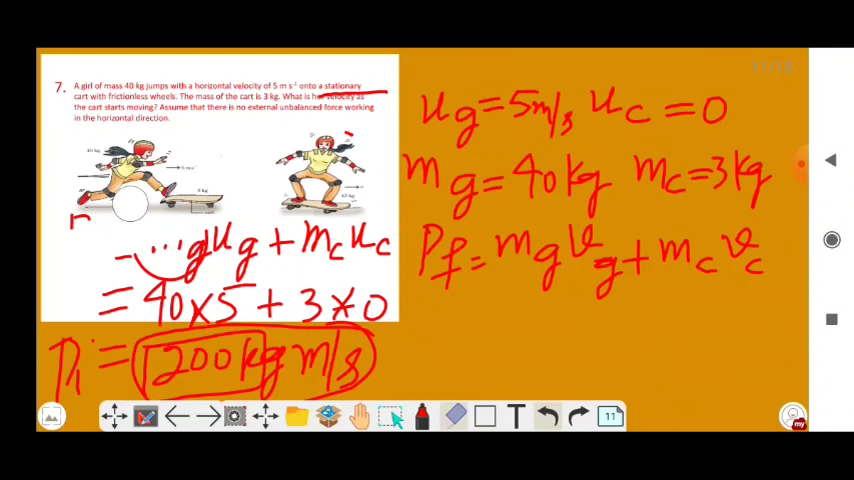 11/15
7. A girl of mass 40 kg jumps with a horizontal velocity of 5 m s⁻¹ onto a stationary
cart with frictionless wheels. The mass of the cart is 3 kg. What is her velocity as
the cart starts moving? Assume that there is no external unbalanced force working
in the horizontal direction.
40 kg
5 m s⁻¹
3 kg
u_g = 5m/s u_c = 0
m_g = 40kg m_c = 3kg
g u_g + m_c u_c
P_f = m_g v_g + m_c v_c
= 40 × 5 + 3 × 0
P_i = 200 kg m/s
T
11
my